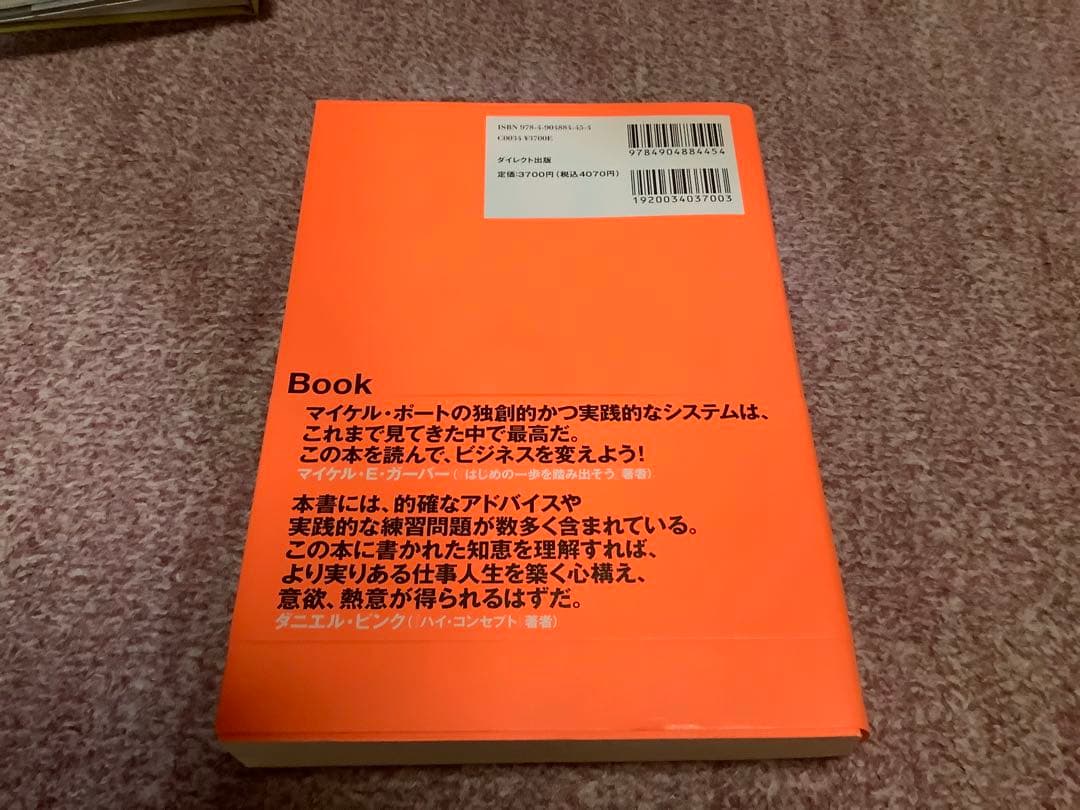 ISBN 978-4-904884-45-4
C0034 ¥3700E
ダイレクト出版
定価:3700円(税込4070円)
9784904884454
1920034037003
Book
マイケル・ポートの独創的かつ実践的なシステムは、
これまで見てきた中で最高だ。
この本を読んで、ビジネスを変えよう!
マイケル・E・ガーバー(『はじめの一歩を踏み出そう』著者)
本書には、的確なアドバイスや
実践的な練習問題が数多く含まれている。
この本に書かれた知恵を理解すれば、
より実りある仕事人生を築く心構え、
意欲、熱意が得られるはずだ。
ダニエル・ピンク(『ハイ・コンセプト』著者)